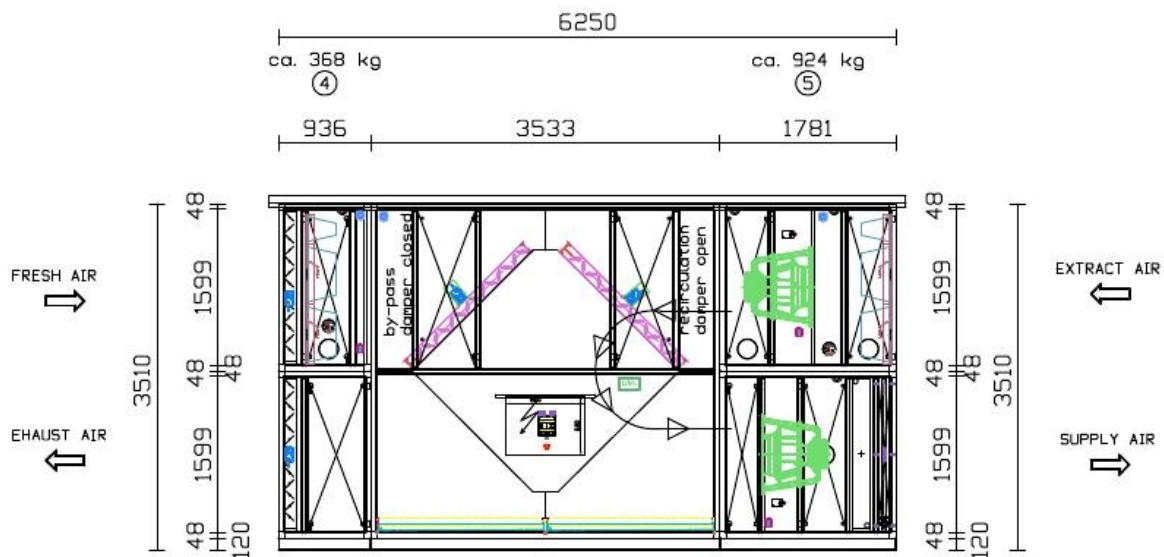 6250
ca. 368 kg
4
ca. 924 kg
5
936
3533
1781
48
1599
48
48
1599
48
120
3510
FRESH AIR
EHAUST AIR
by-pass
damper closed
recirculation
damper open
48
1599
48
48
1599
48
120
3510
EXTRACT AIR
SUPPLY AIR